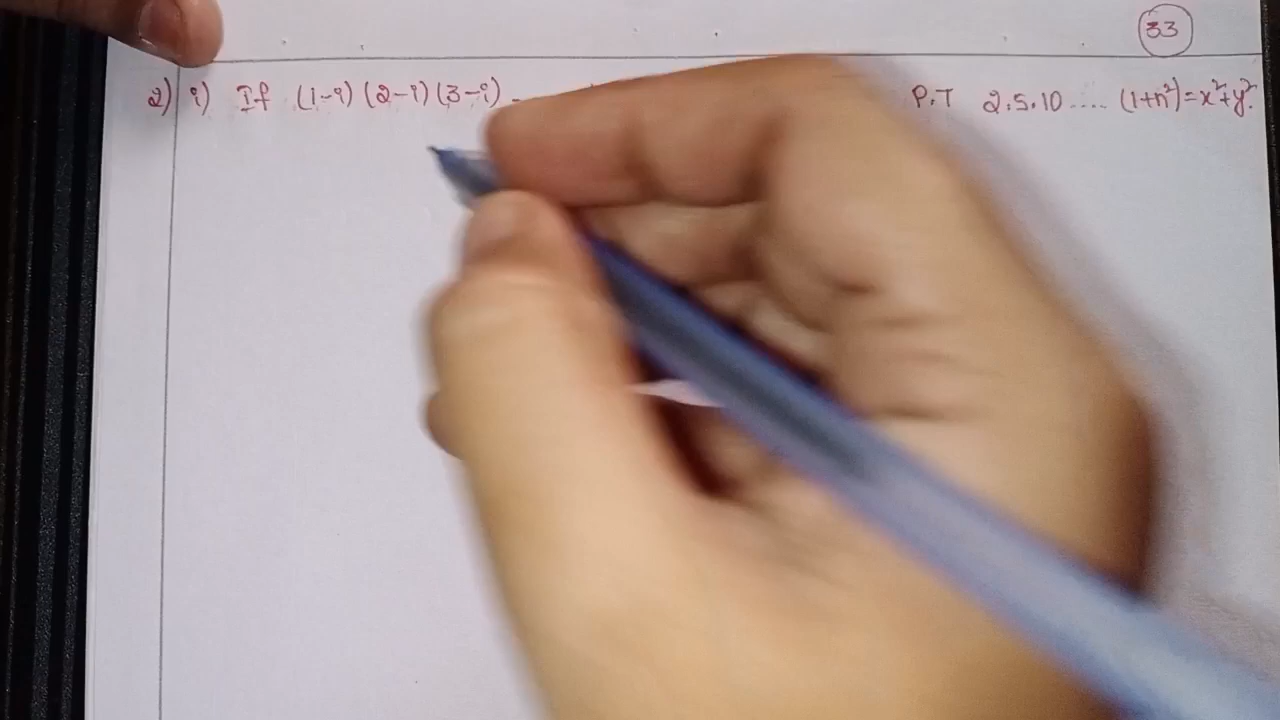 33
2) i) If (1-i) (2-i) (3-i) P.T 2.5.10.... (1+n²)=x²+y².